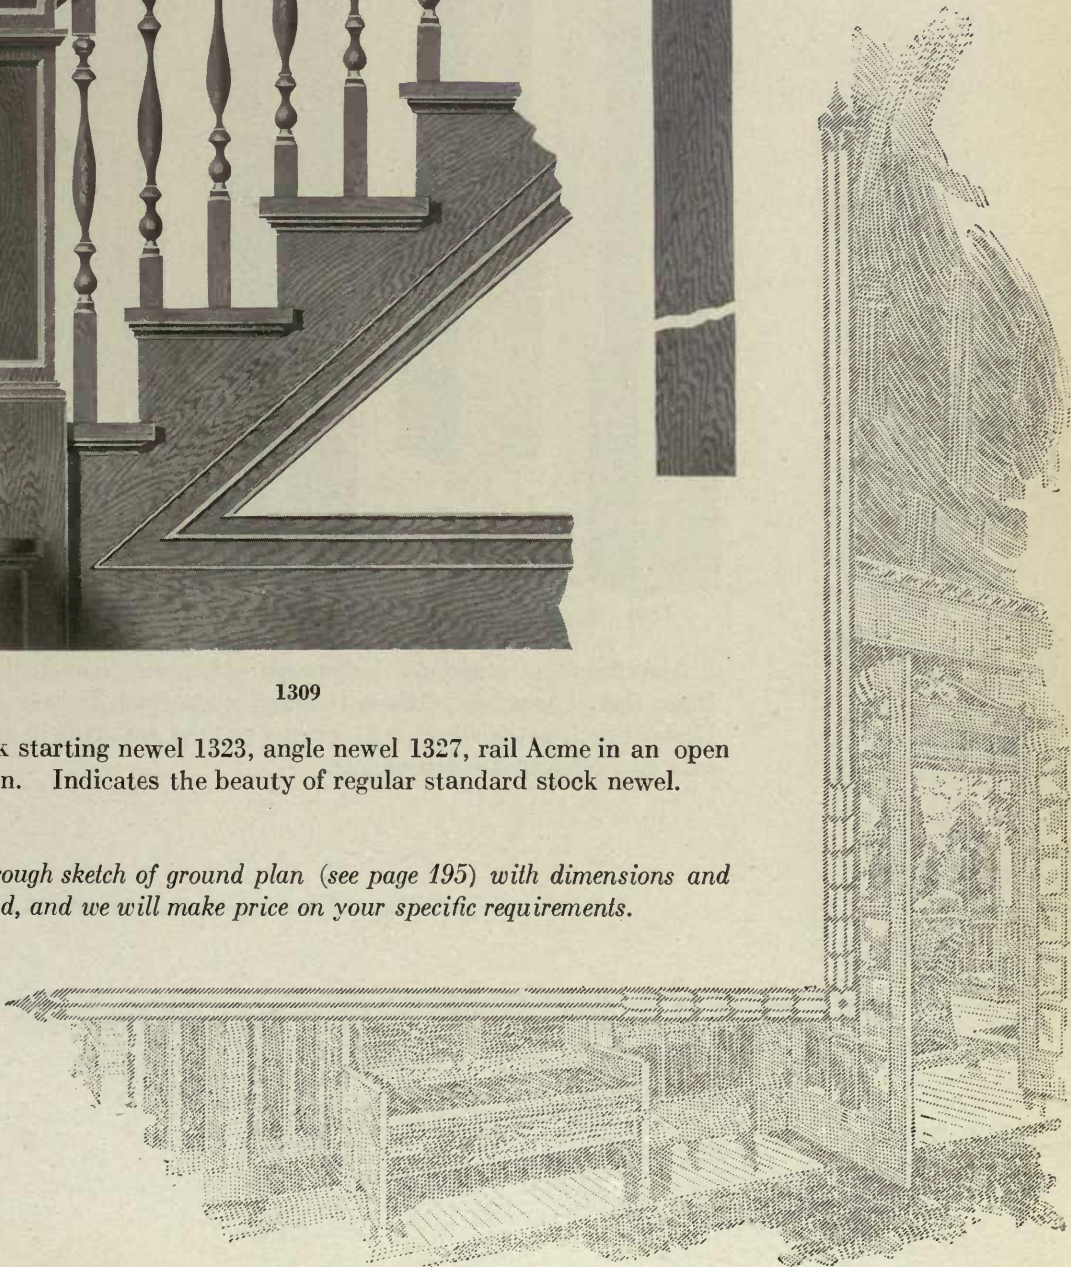 1309
starting newel 1323, angle newel 1327, rail Acme in an open
Indicates the beauty of regular standard stock newel.
sketch of ground plan (see page 195) with dimensions and
and we will make price on your specific requirements.